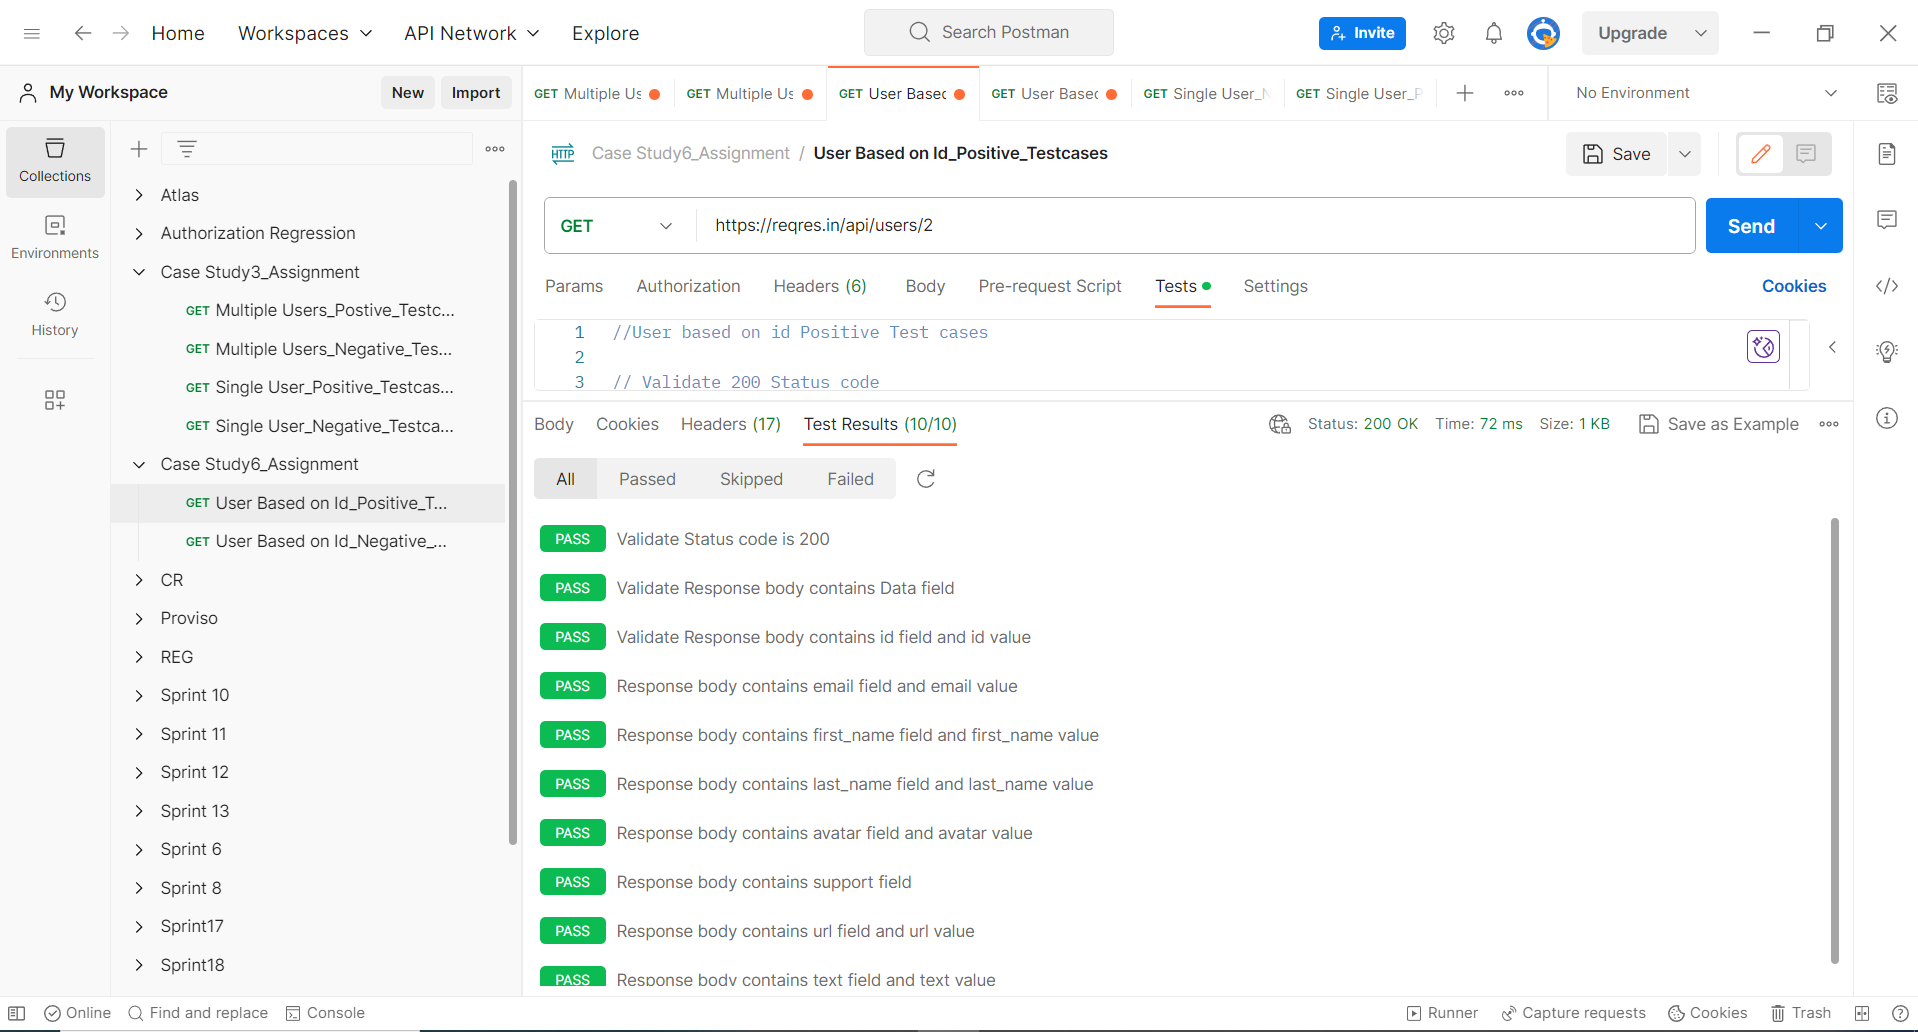 Home Workspaces API Network Explore Search Postman Invite Upgrade
My Workspace New Import
GET Multiple Us GET Multiple Us GET User Based GET User Based GET Single User_N GET Single User_P No Environment
Collections
Environments
History
Atlas
Authorization Regression
Case Study3_Assignment
GET Multiple Users_Postive_Testc...
GET Multiple Users_Negative_Tes...
GET Single User_Positive_Testcas...
GET Single User_Negative_Testca...
Case Study6_Assignment
GET User Based on Id_Positive_T...
GET User Based on Id_Negative_...
CR
Proviso
REG
Sprint 10
Sprint 11
Sprint 12
Sprint 13
Sprint 6
Sprint 8
Sprint17
Sprint18
HTTP Case Study6_Assignment / User Based on Id_Positive_Testcases Save
GET https://reqres.in/api/users/2 Send
Params Authorization Headers (6) Body Pre-request Script Tests Settings Cookies
1 //User based on id Positive Test cases
2
3 // Validate 200 Status code
Body Cookies Headers (17) Test Results (10/10) Status: 200 OK Time: 72 ms Size: 1 KB Save as Example
All Passed Skipped Failed
PASS Validate Status code is 200
PASS Validate Response body contains Data field
PASS Validate Response body contains id field and id value
PASS Response body contains email field and email value
PASS Response body contains first_name field and first_name value
PASS Response body contains last_name field and last_name value
PASS Response body contains avatar field and avatar value
PASS Response body contains support field
PASS Response body contains url field and url value
PASS Response body contains text field and text value
Online Find and replace Console Runner Capture requests Cookies Trash